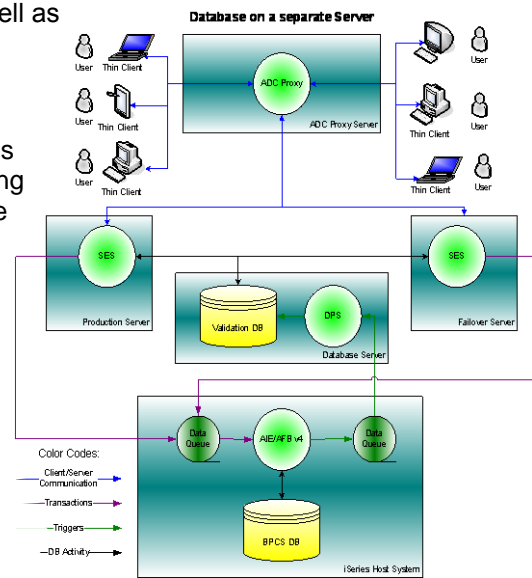 ell as
s
ng
e
Database on a separate Server
User
Thin Client
User
Thin Client
User
Thin Client
ADC Proxy
ADC Proxy Server
User
Thin Client
User
Thin Client
User
SES
Production Server
SES
Failover Server
Validation DB
DPS
Database Server
Data
Queue
AIE/AFB v4
Data
Queue
BPCS DB
iSeries Host System
Color Codes:
Client/Server
Communication
Transactions
Triggers
DB Activity